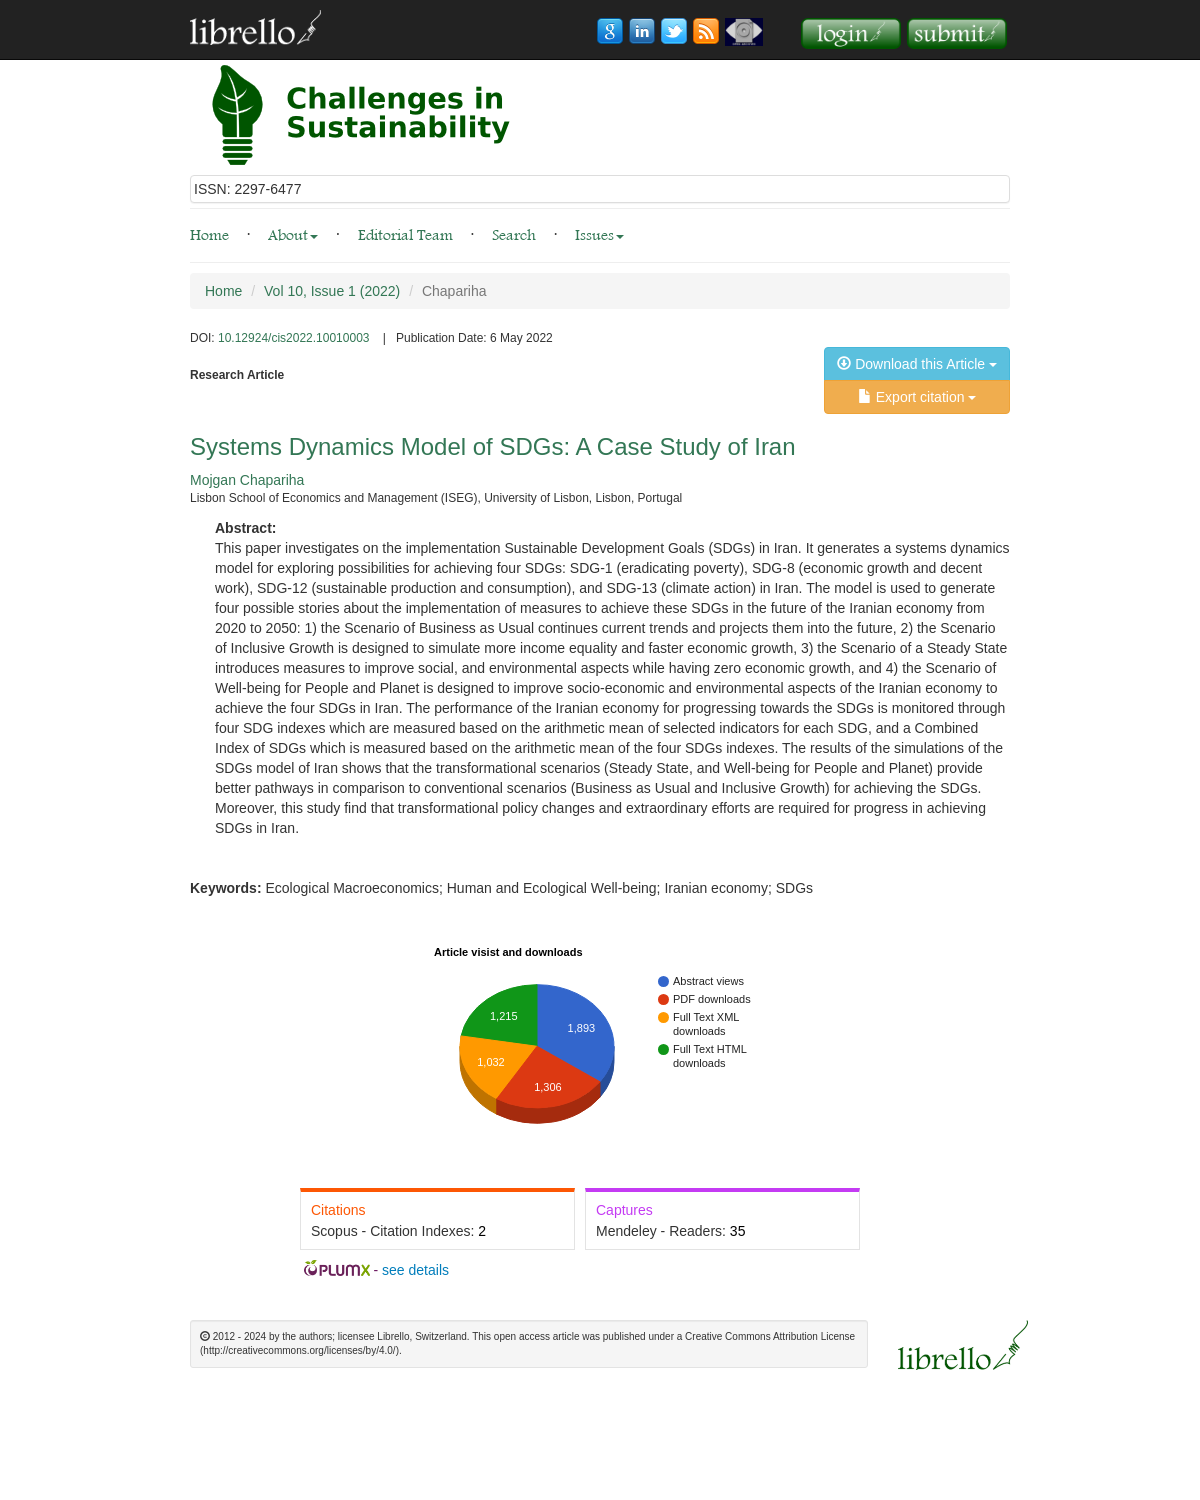 librello
g in
login submit
Challenges in
Sustainability
ISSN: 2297-6477
Home · About · Editorial Team · Search · Issues
Home / Vol 10, Issue 1 (2022) / Chapariha
DOI: 10.12924/cis2022.10010003 | Publication Date: 6 May 2022
Download this Article
Research Article
Export citation
Systems Dynamics Model of SDGs: A Case Study of Iran
Mojgan Chapariha
Lisbon School of Economics and Management (ISEG), University of Lisbon, Lisbon, Portugal
Abstract:
This paper investigates on the implementation Sustainable Development Goals (SDGs) in Iran. It generates a systems dynamics
model for exploring possibilities for achieving four SDGs: SDG-1 (eradicating poverty), SDG-8 (economic growth and decent
work), SDG-12 (sustainable production and consumption), and SDG-13 (climate action) in Iran. The model is used to generate
four possible stories about the implementation of measures to achieve these SDGs in the future of the Iranian economy from
2020 to 2050: 1) the Scenario of Business as Usual continues current trends and projects them into the future, 2) the Scenario
of Inclusive Growth is designed to simulate more income equality and faster economic growth, 3) the Scenario of a Steady State
introduces measures to improve social, and environmental aspects while having zero economic growth, and 4) the Scenario of
Well-being for People and Planet is designed to improve socio-economic and environmental aspects of the Iranian economy to
achieve the four SDGs in Iran. The performance of the Iranian economy for progressing towards the SDGs is monitored through
four SDG indexes which are measured based on the arithmetic mean of selected indicators for each SDG, and a Combined
Index of SDGs which is measured based on the arithmetic mean of the four SDGs indexes. The results of the simulations of the
SDGs model of Iran shows that the transformational scenarios (Steady State, and Well-being for People and Planet) provide
better pathways in comparison to conventional scenarios (Business as Usual and Inclusive Growth) for achieving the SDGs.
Moreover, this study find that transformational policy changes and extraordinary efforts are required for progress in achieving
SDGs in Iran.
Keywords: Ecological Macroeconomics; Human and Ecological Well-being; Iranian economy; SDGs
Article visist and downloads
1,893
1,306
1,032
1,215
Abstract views
PDF downloads
Full Text XML
downloads
Full Text HTML
downloads
Citations
Scopus - Citation Indexes: 2
Captures
Mendeley - Readers: 35
PLUMX - see details
© 2012 - 2024 by the authors; licensee Librello, Switzerland. This open access article was published under a Creative Commons Attribution License
(http://creativecommons.org/licenses/by/4.0/).
librello